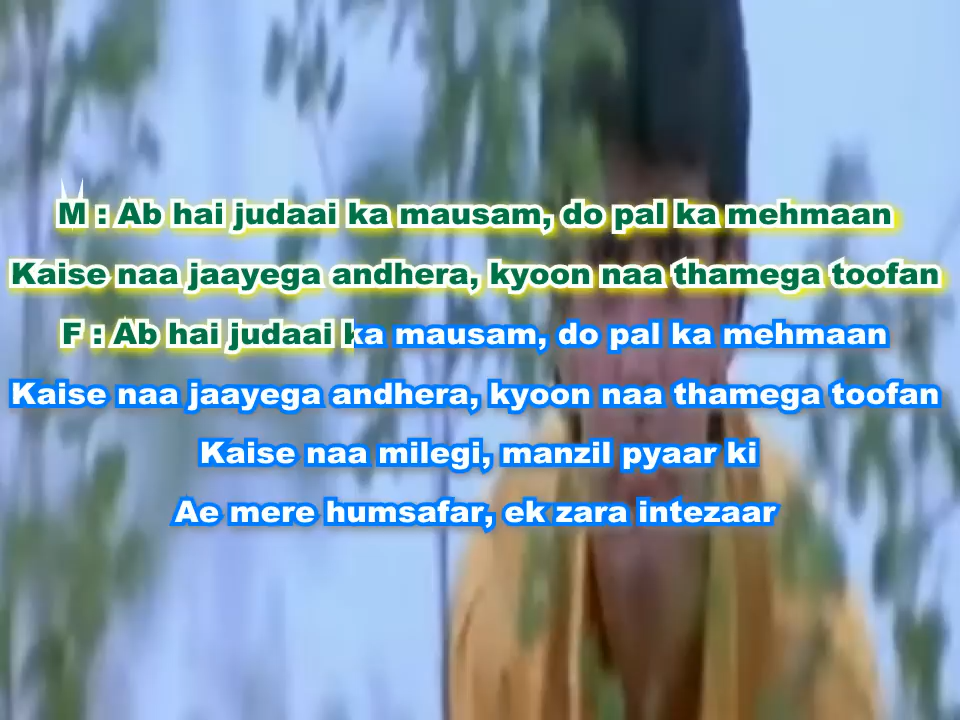 M : Ab hai judaai ka mausam, do pal ka mehmaan
Kaise naa jaayega andhera, kyoon naa thamega toofan
F : Ab hai judaai ka mausam, do pal ka mehmaan
Kaise naa jaayega andhera, kyoon naa thamega toofan
Kaise naa milegi, manzil pyaar ki
Ae mere humsafar, ek zara intezaar